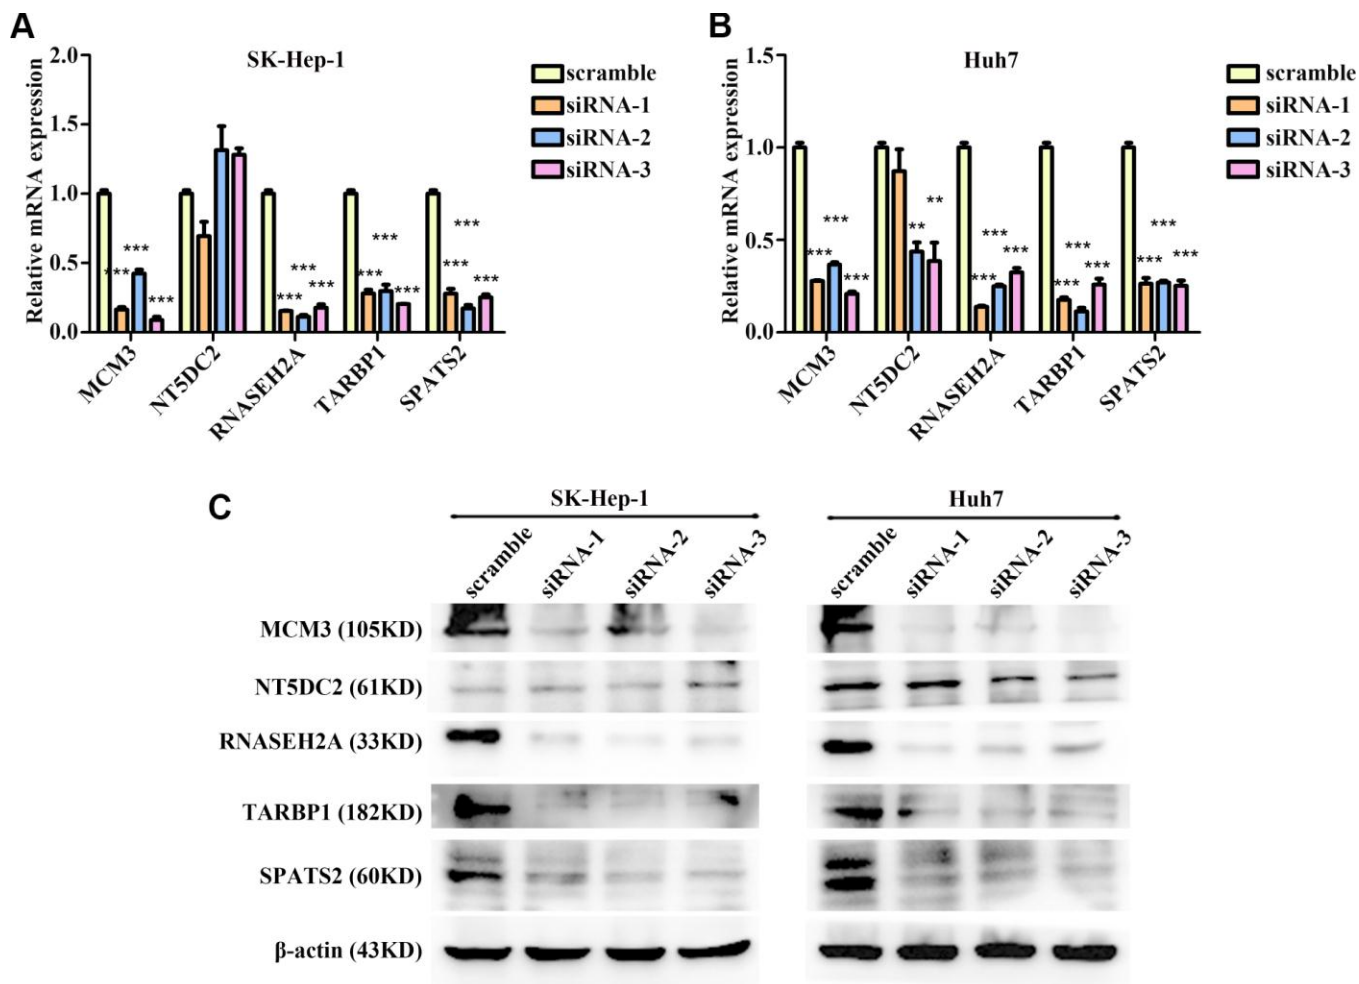 A
SK-Hep-1
Relative mRNA expression
2.0
1.5
1.0
0.5
0.0
*** *** ***
*** *** ***
*** *** ***
*** *** ***
MCM3
NT5DC2
RNASEH2A
TARBP1
SPATS2
scramble
siRNA-1
siRNA-2
siRNA-3
B
Huh7
Relative mRNA expression
1.5
1.0
0.5
0.0
*** *** ***
** **
*** *** ***
*** *** ***
*** *** ***
MCM3
NT5DC2
RNASEH2A
TARBP1
SPATS2
scramble
siRNA-1
siRNA-2
siRNA-3
C
SK-Hep-1
Huh7
scramble
siRNA-1
siRNA-2
siRNA-3
scramble
siRNA-1
siRNA-2
siRNA-3
MCM3 (105KD)
NT5DC2 (61KD)
RNASEH2A (33KD)
TARBP1 (182KD)
SPATS2 (60KD)
β-actin (43KD)